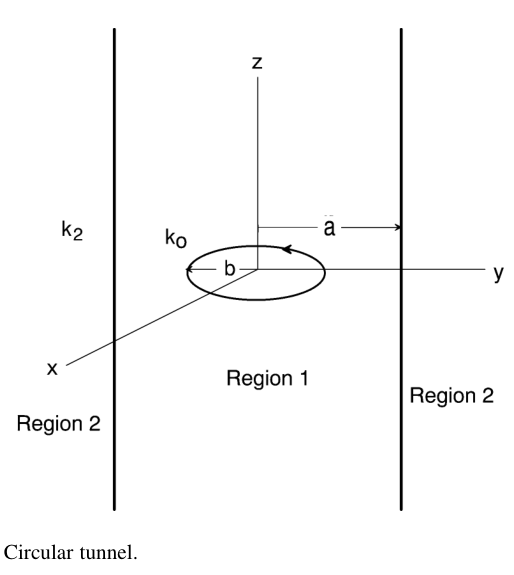 z
a
k2
ko
b
y
x
Region 1
Region 2
Region 2
Circular tunnel.